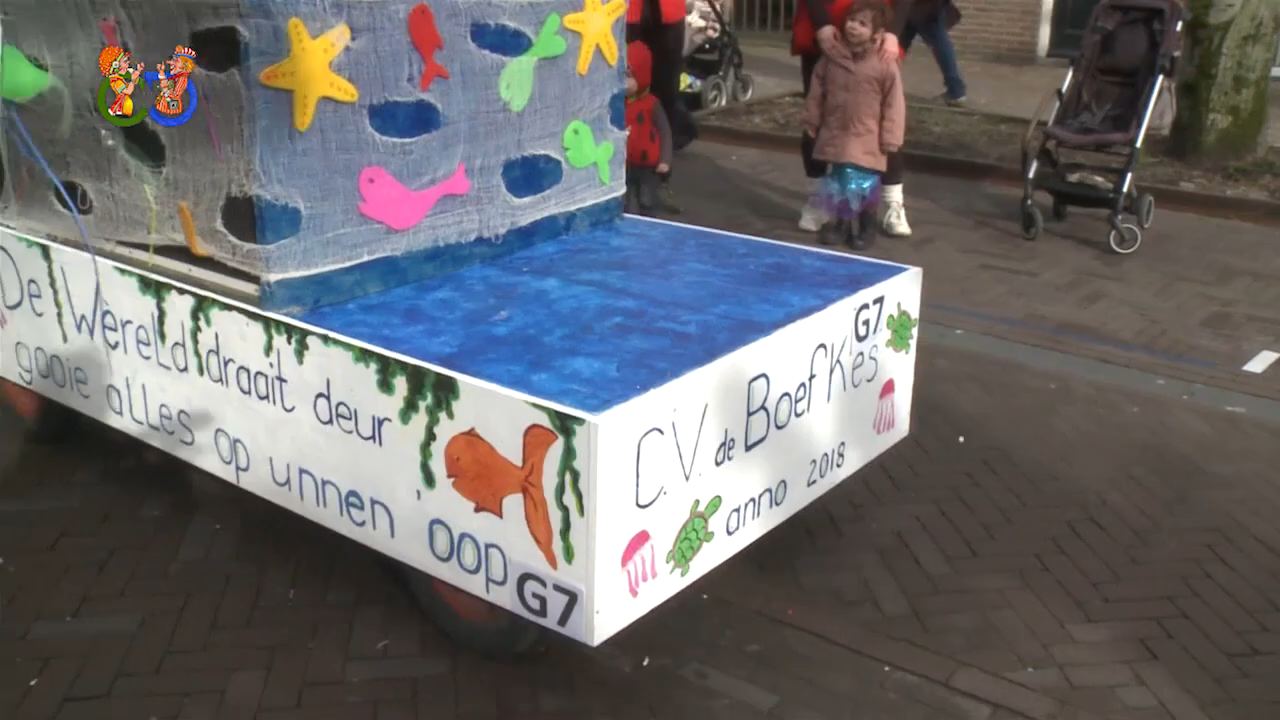 De Wereld draait deur
gooie alles op unnen 'oop
G7
G7
C.V. de BoefKes
anno 2018